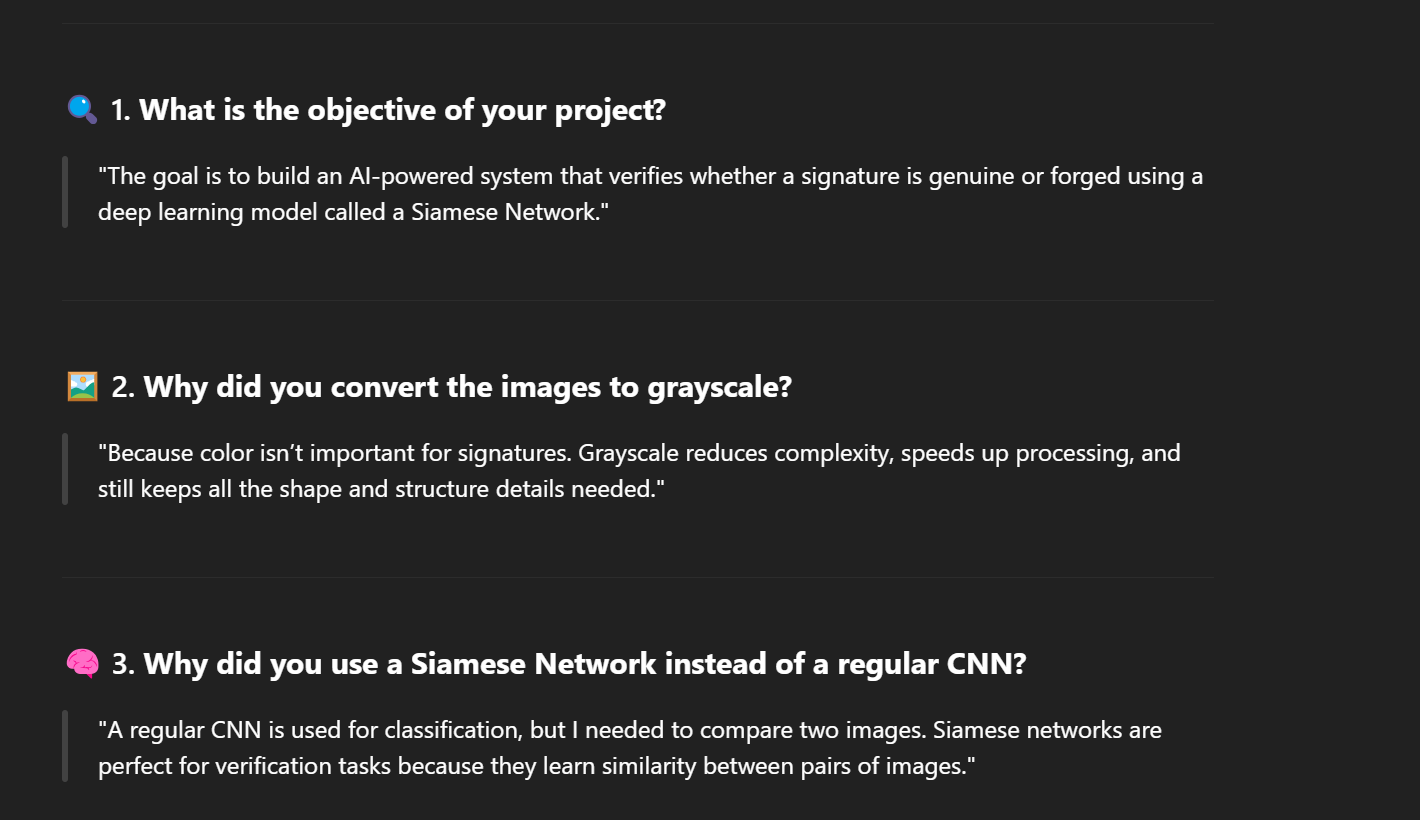 🔍 1. What is the objective of your project?
"The goal is to build an AI-powered system that verifies whether a signature is genuine or forged using a
deep learning model called a Siamese Network."
🖼️ 2. Why did you convert the images to grayscale?
"Because color isn’t important for signatures. Grayscale reduces complexity, speeds up processing, and
still keeps all the shape and structure details needed."
🧠 3. Why did you use a Siamese Network instead of a regular CNN?
"A regular CNN is used for classification, but I needed to compare two images. Siamese networks are
perfect for verification tasks because they learn similarity between pairs of images."